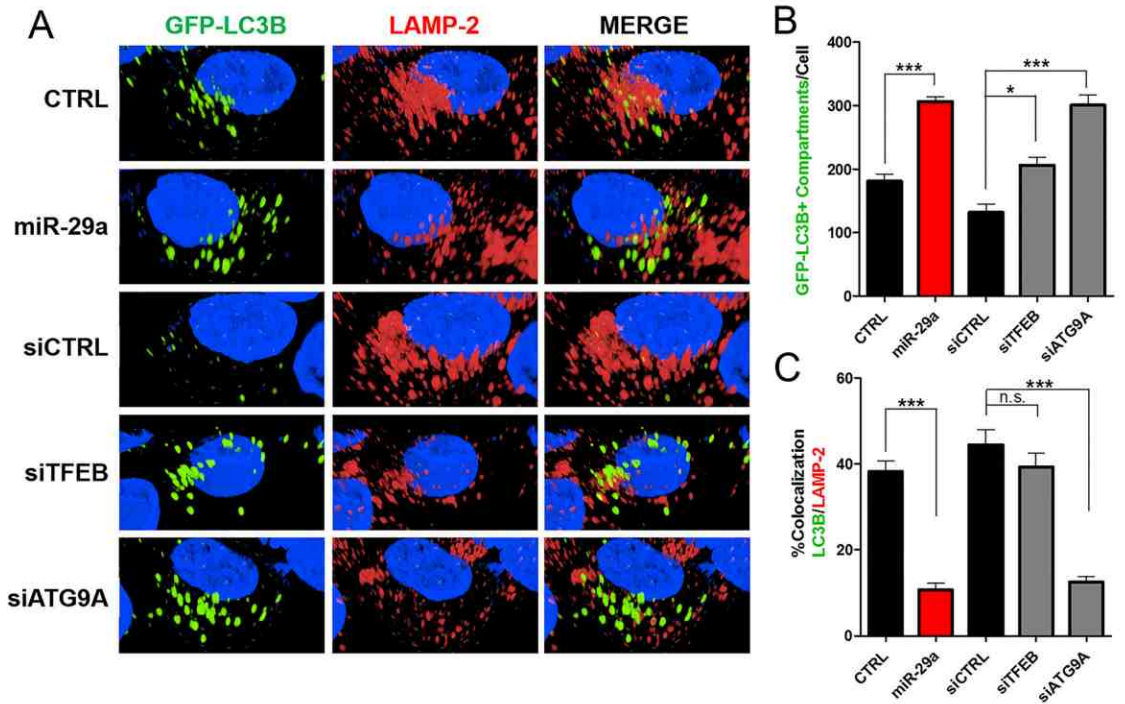 A
GFP-LC3B LAMP-2 MERGE
CTRL
miR-29a
siCTRL
siTFEB
siATG9A
B
GFP-LC3B+ Compartments/Cell
400
300
200
100
0
***
***
*
CTRL
miR-29a
siCTRL
siTFEB
siATG9A
C
%Colocalization
LC3B/LAMP-2
60
40
20
0
***
***
n.s.
CTRL
miR-29a
siCTRL
siTFEB
siATG9A